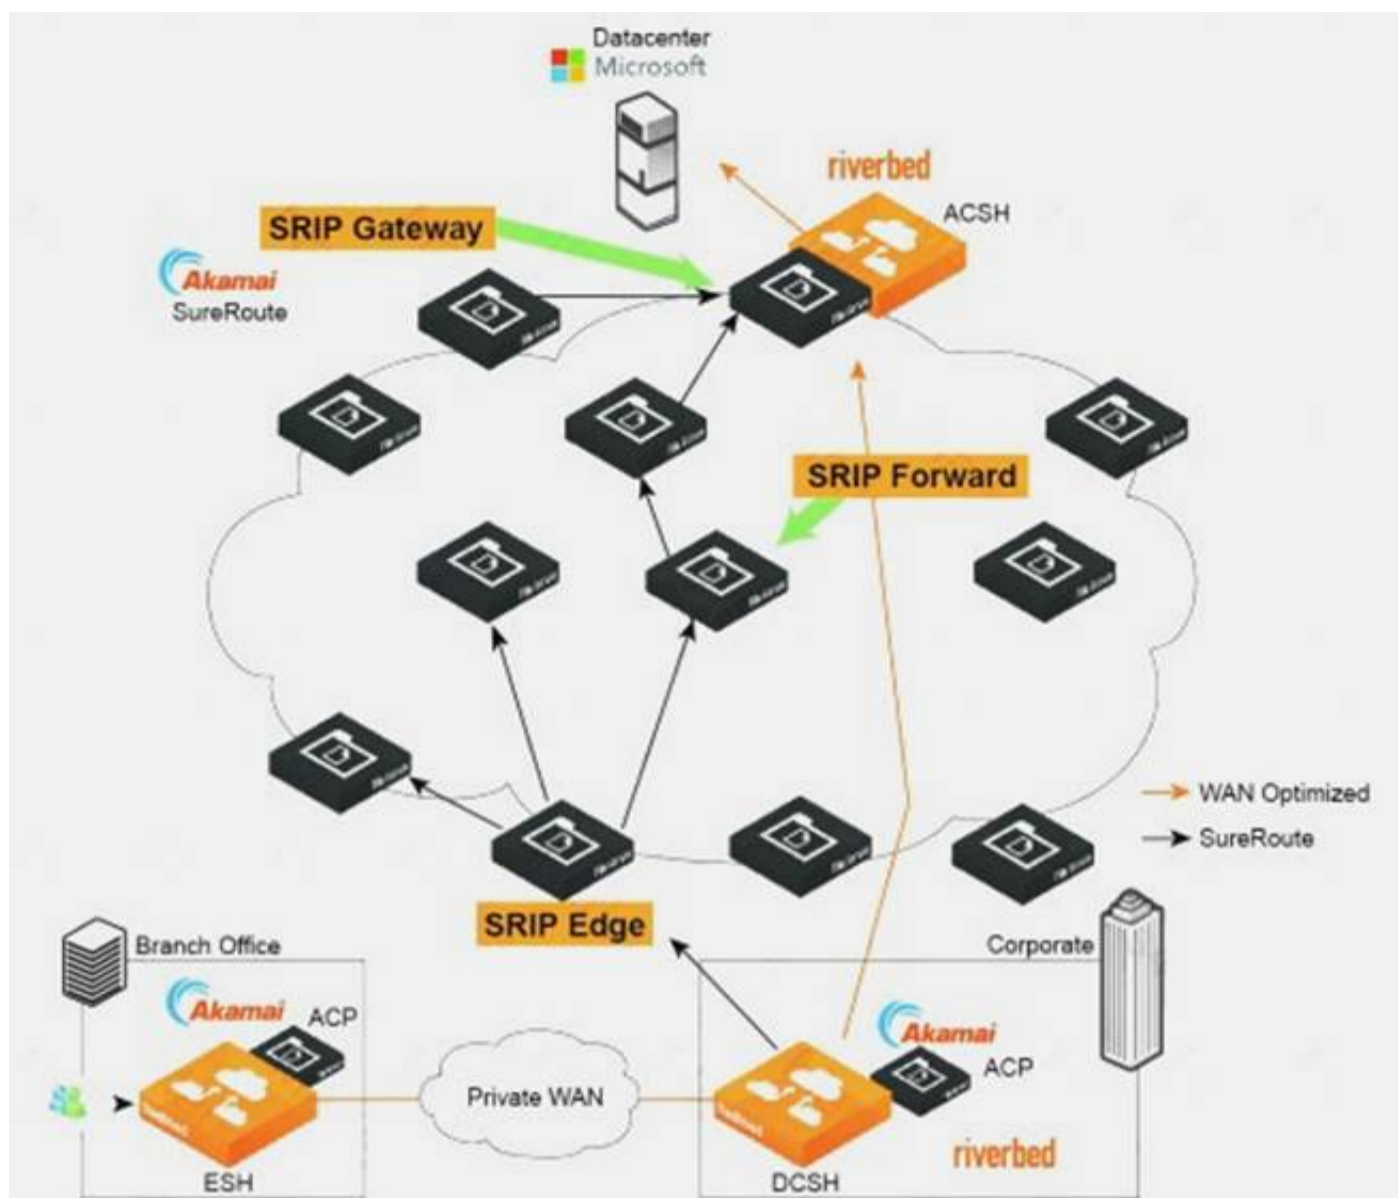 Datacenter
Microsoft
riverbed
ACSH
SRIP Gateway
Akamai
SureRoute
SRIP Forward
WAN Optimized
SureRoute
SRIP Edge
Branch Office
Corporate
Akamai
ACP
Akamai
ACP
Private WAN
riverbed
ESH
DCSH